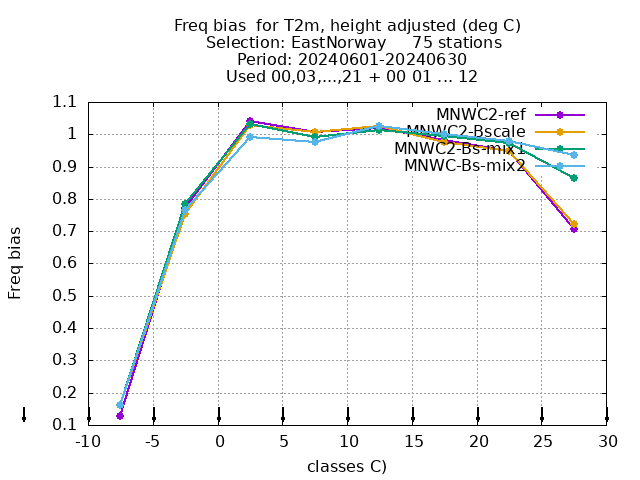 Freq bias  for T2m, height adjusted (deg C)
Selection: EastNorway     75 stations
Period: 20240601-20240630
Used 00,03,...,21 + 00 01 ... 12
MNWC2-ref
MNWC2-Bscale
MNWC2-Bs-mix1
MNWC-Bs-mix2
1.1
1
0.9
0.8
0.7
0.6
0.5
0.4
0.3
0.2
0.1
Freq bias
-10 -5 0 5 10 15 20 25 30
classes C)